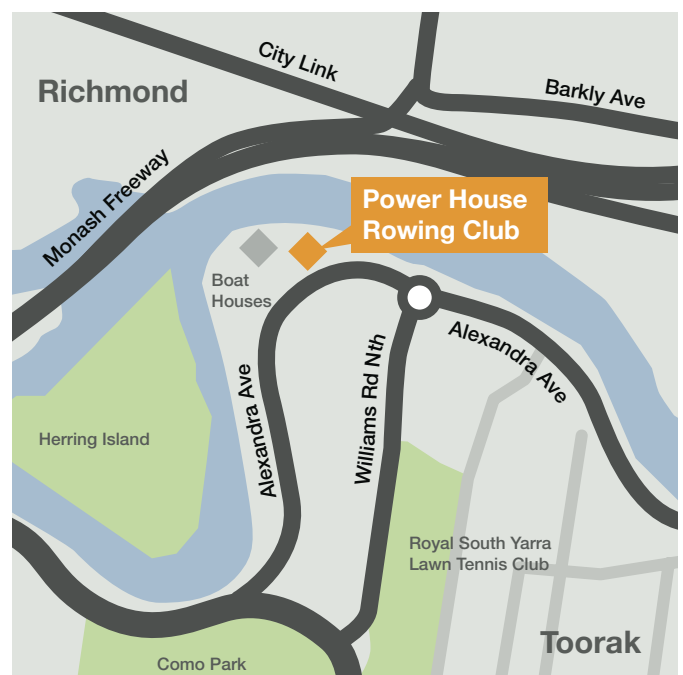 City Link
Richmond
Barkly Ave
Monash Freeway
Power House
Rowing Club
Boat
Houses
Alexandra Ave
Williams Rd Nth
Alexandra Ave
Herring Island
Royal South Yarra
Lawn Tennis Club
Toorak
Como Park